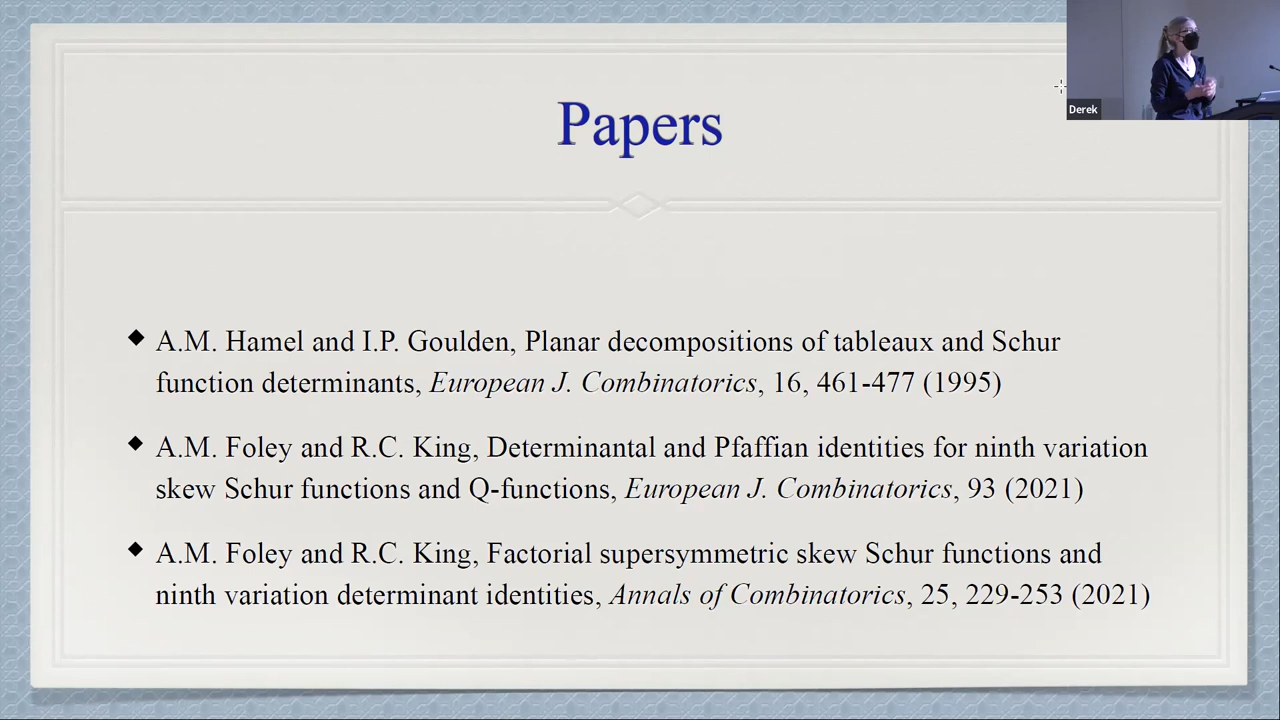 Papers
Derek
◆ A.M. Hamel and I.P. Goulden, Planar decompositions of tableaux and Schur
function determinants, European J. Combinatorics, 16, 461-477 (1995)
◆ A.M. Foley and R.C. King, Determinantal and Pfaffian identities for ninth variation
skew Schur functions and Q-functions, European J. Combinatorics, 93 (2021)
◆ A.M. Foley and R.C. King, Factorial supersymmetric skew Schur functions and
ninth variation determinant identities, Annals of Combinatorics, 25, 229-253 (2021)